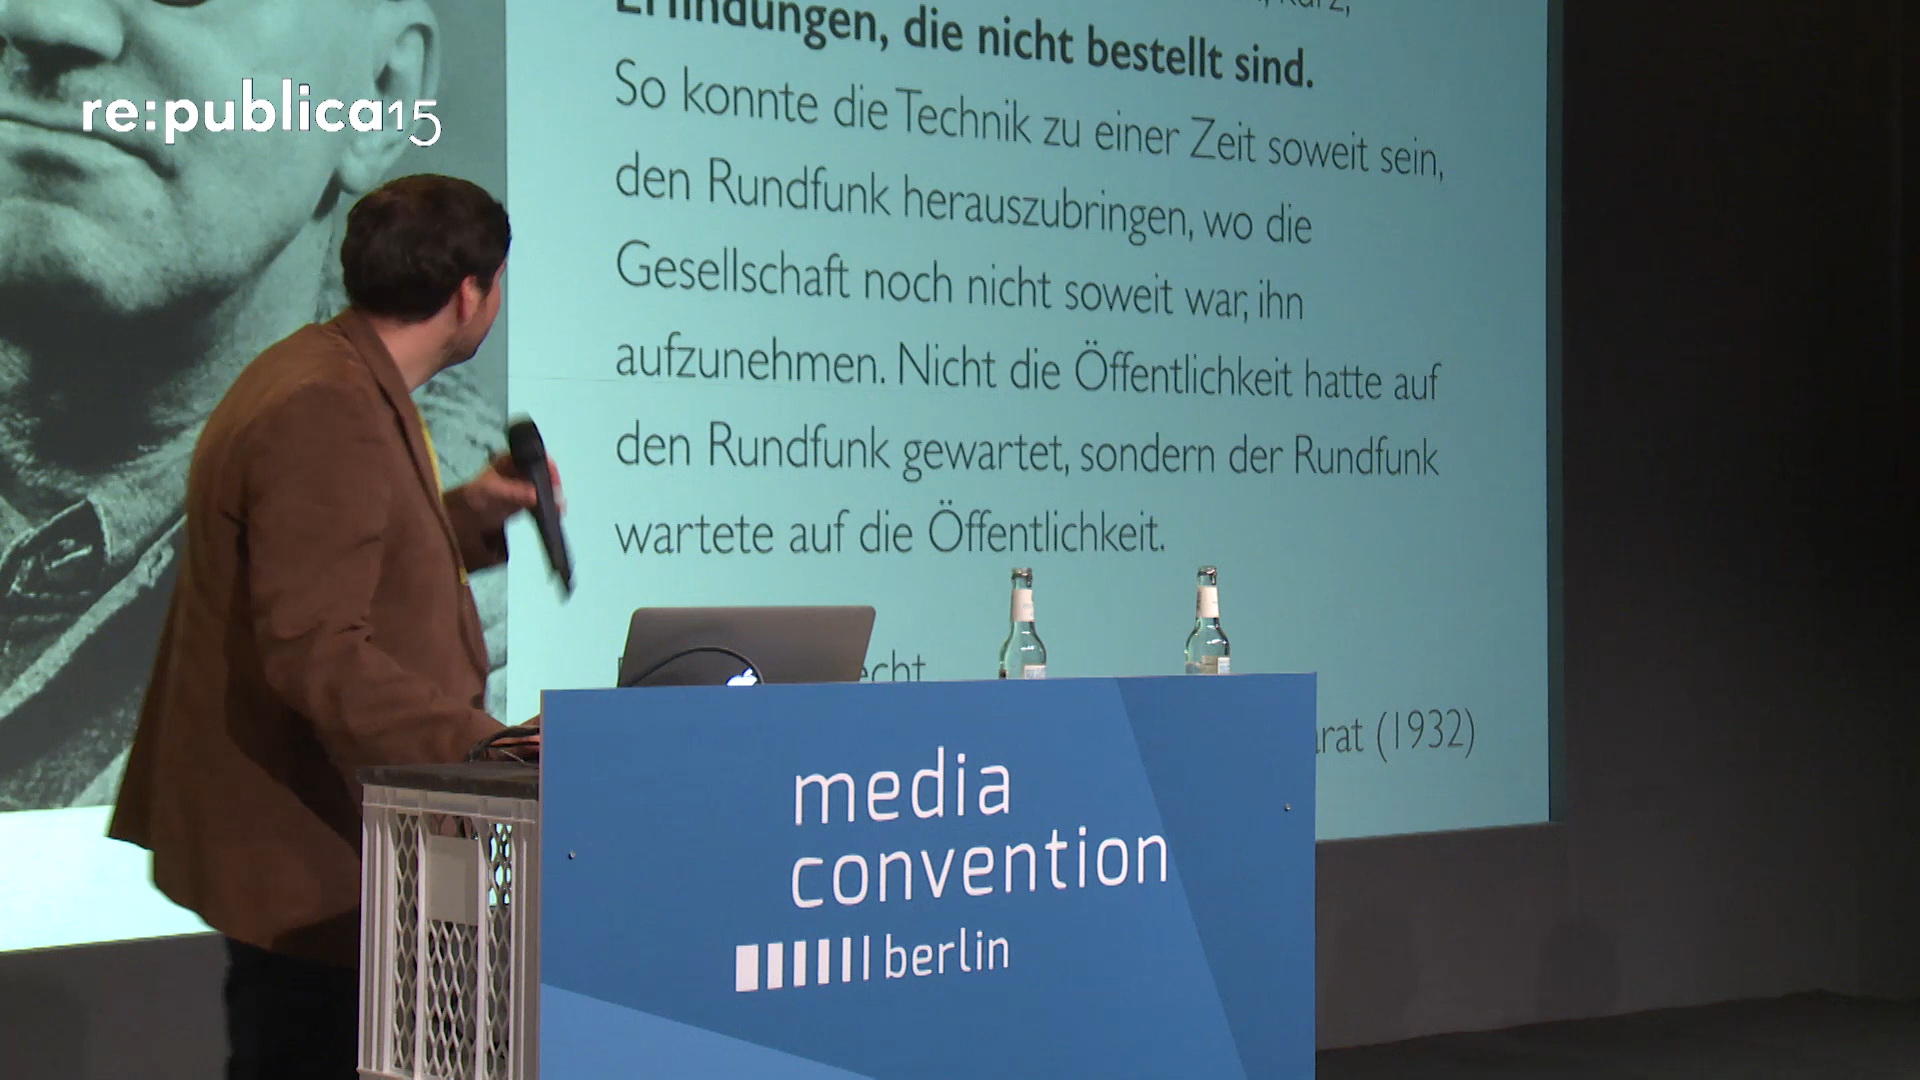 re:publica15
Erfindungen, die nicht bestellt sind.
So konnte die Technik zu einer Zeit soweit sein,
den Rundfunk herauszubringen, wo die
Gesellschaft noch nicht soweit war, ihn
aufzunehmen. Nicht die Öffentlichkeit hatte auf
den Rundfunk gewartet, sondern der Rundfunk
wartete auf die Öffentlichkeit.
echt
rat (1932)
media
convention
berlin